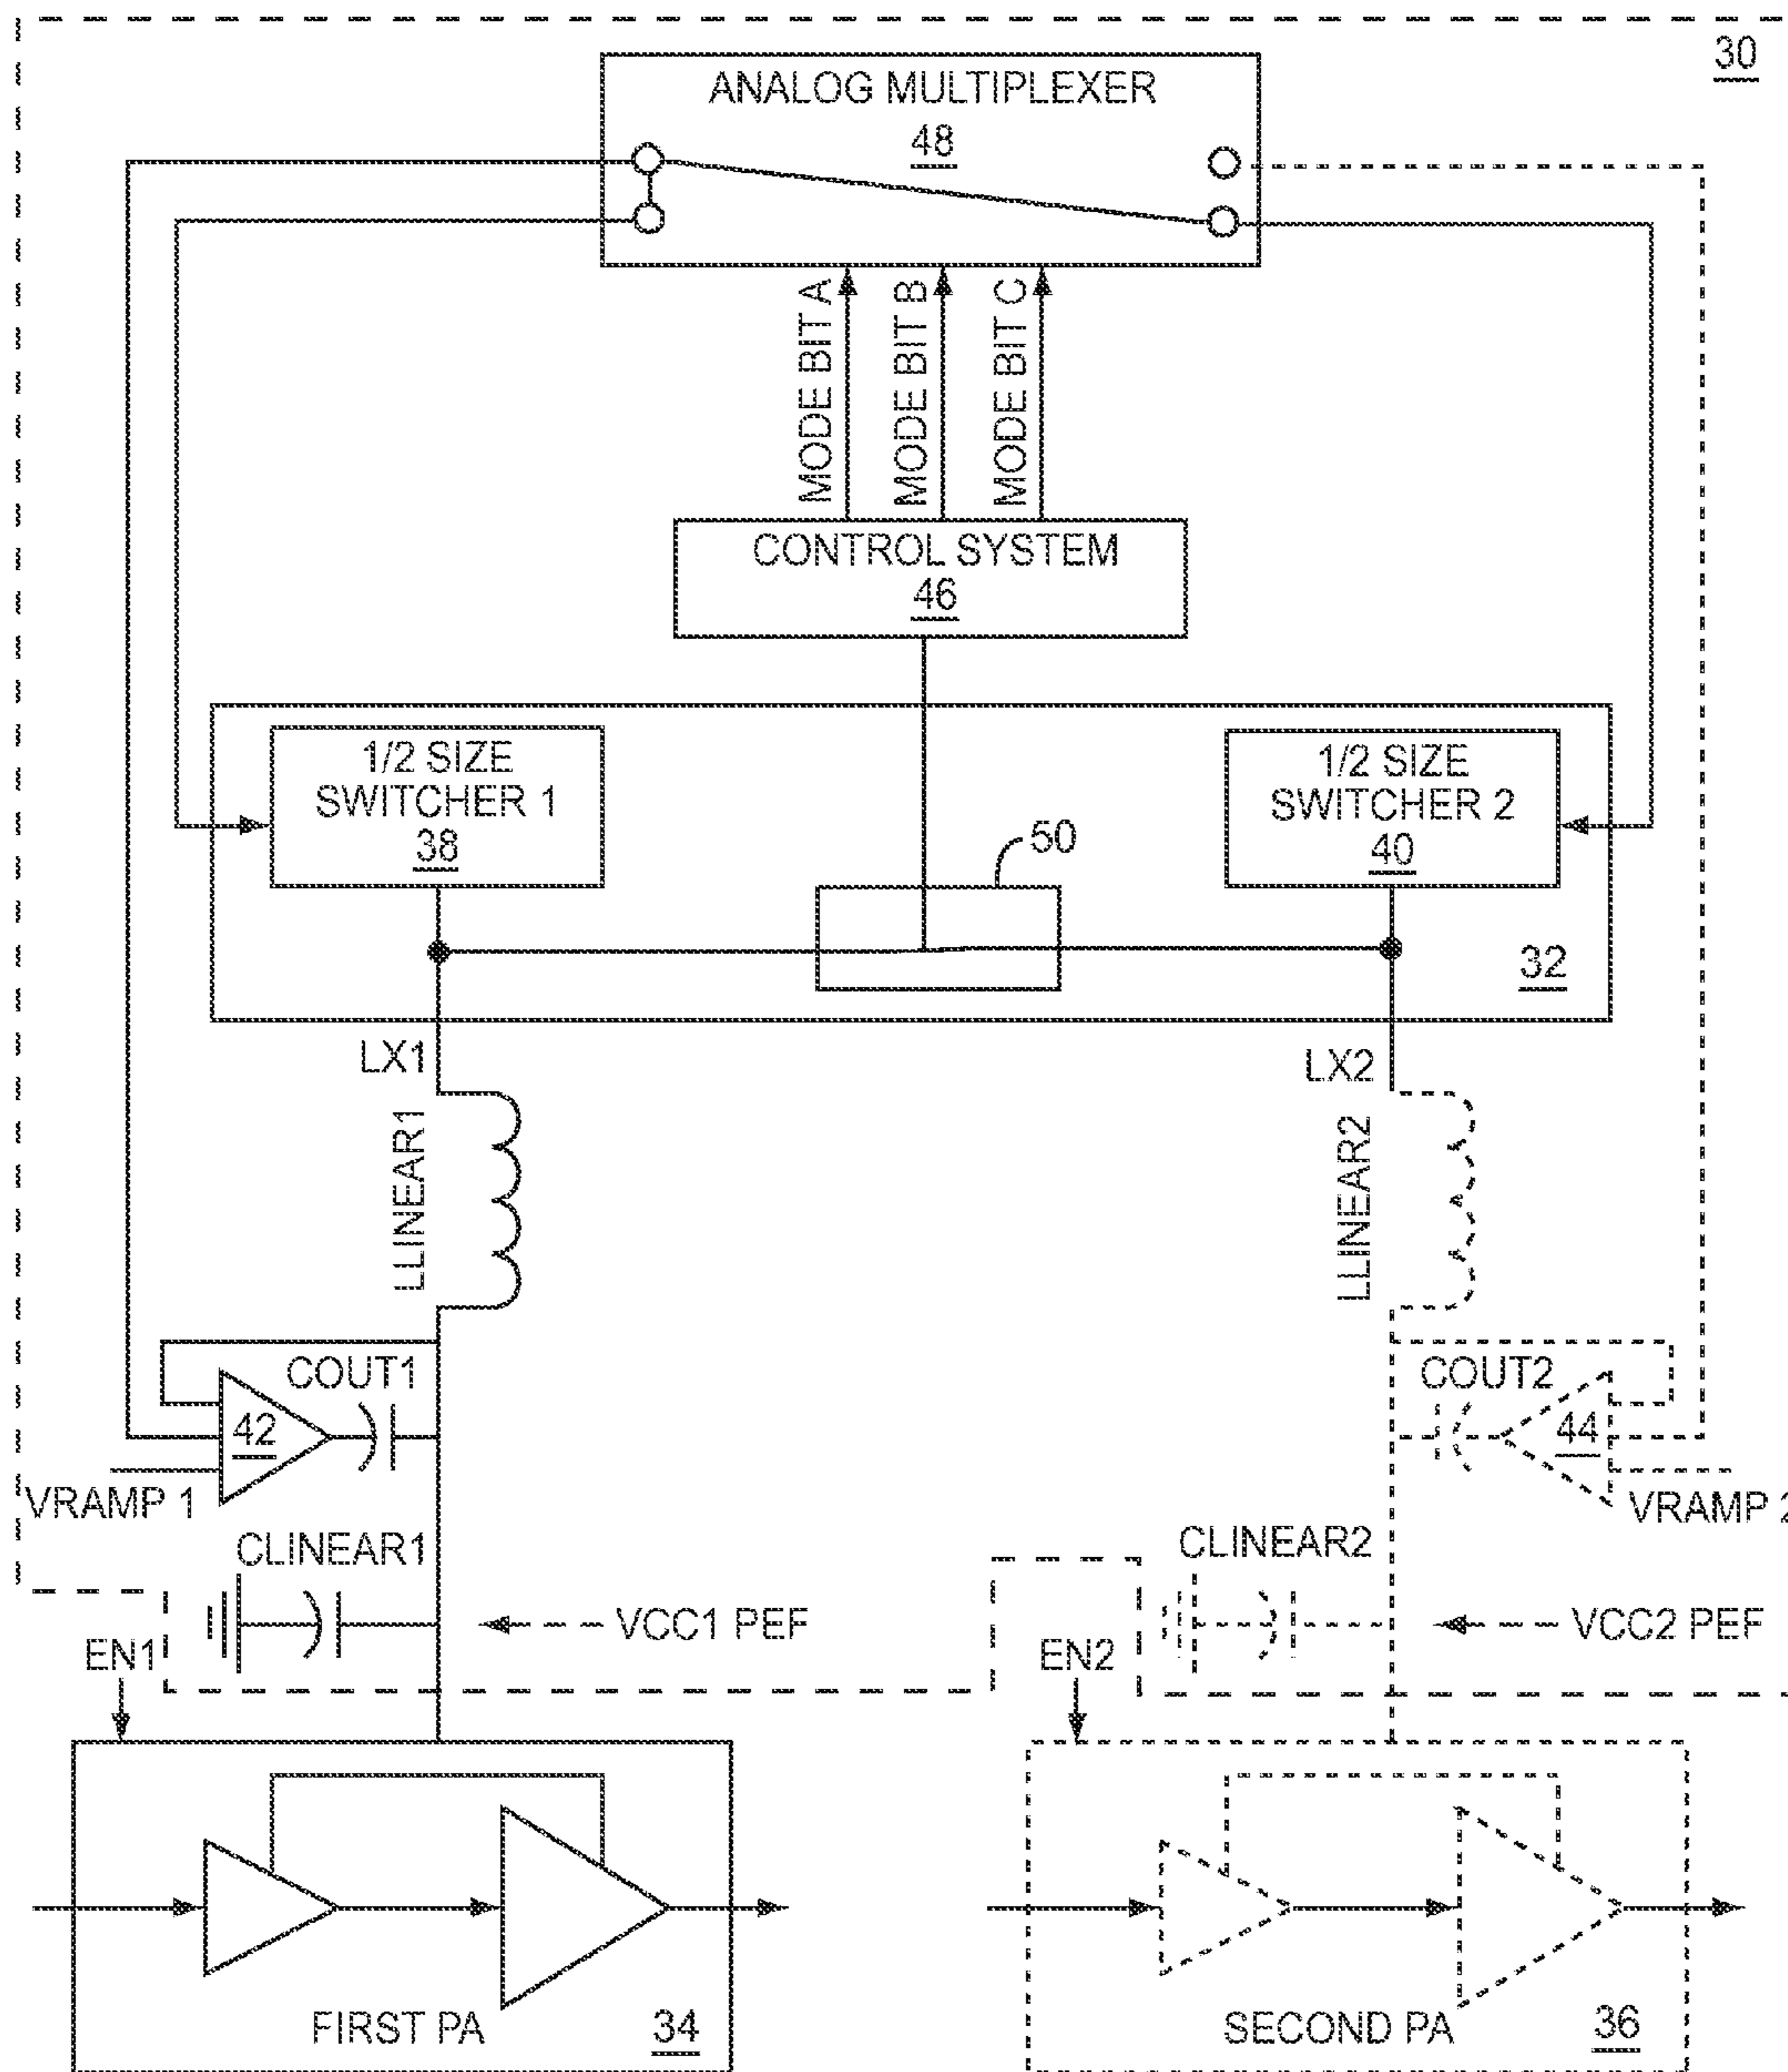 30
ANALOG MULTIPLEXER
48
MODE BIT A
MODE BIT B
MODE BIT C
CONTROL SYSTEM
46
1/2 SIZE
SWITCHER 1
38
1/2 SIZE
SWITCHER 2
40
50
32
LX1
LX2
LLINEAR1
LLINEAR2
COUT1
COUT2
42
44
VRAMP 1
VRAMP 2
CLINEAR1
CLINEAR2
VCC1 PEF
VCC2 PEF
EN1
EN2
FIRST PA
34
SECOND PA
36